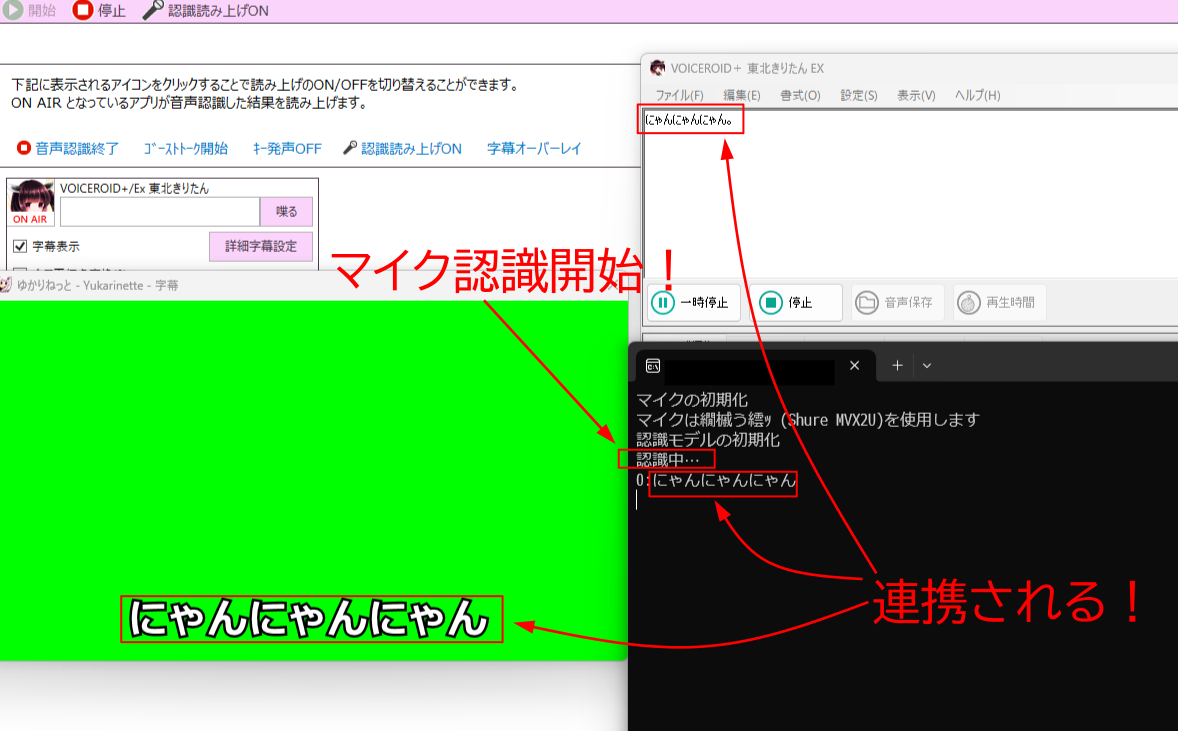 開始 停止 認識読み上げON
下記に表示されるアイコンをクリックすることで読み上げのON/OFFを切り替えることができます。
ON AIR となっているアプリが音声認識した結果を読み上げます。
音声認識終了 ｺﾞｰｽﾄﾄｰｸ開始 ｷｰ発声OFF 認識読み上げON 字幕オーバーレイ
VOICEROID+/Ex 東北きりたん
ON AIR
喋る
字幕表示
詳細字幕設定
VOICEROID＋ 東北きりたん EX
ファイル(F) 編集(E) 書式(O) 設定(S) 表示(V) ヘルプ(H)
にゃんにゃんにゃん。
マイク認識開始！
一時停止 停止 音声保存 再生時間
ゆかりねっと - Yukarinette - 字幕
にゃんにゃんにゃん
マイクの初期化
(Shure MVX2U)を使用します
認識モデルの初期化
認識中…
0:にゃんにゃんにゃん
連携される！